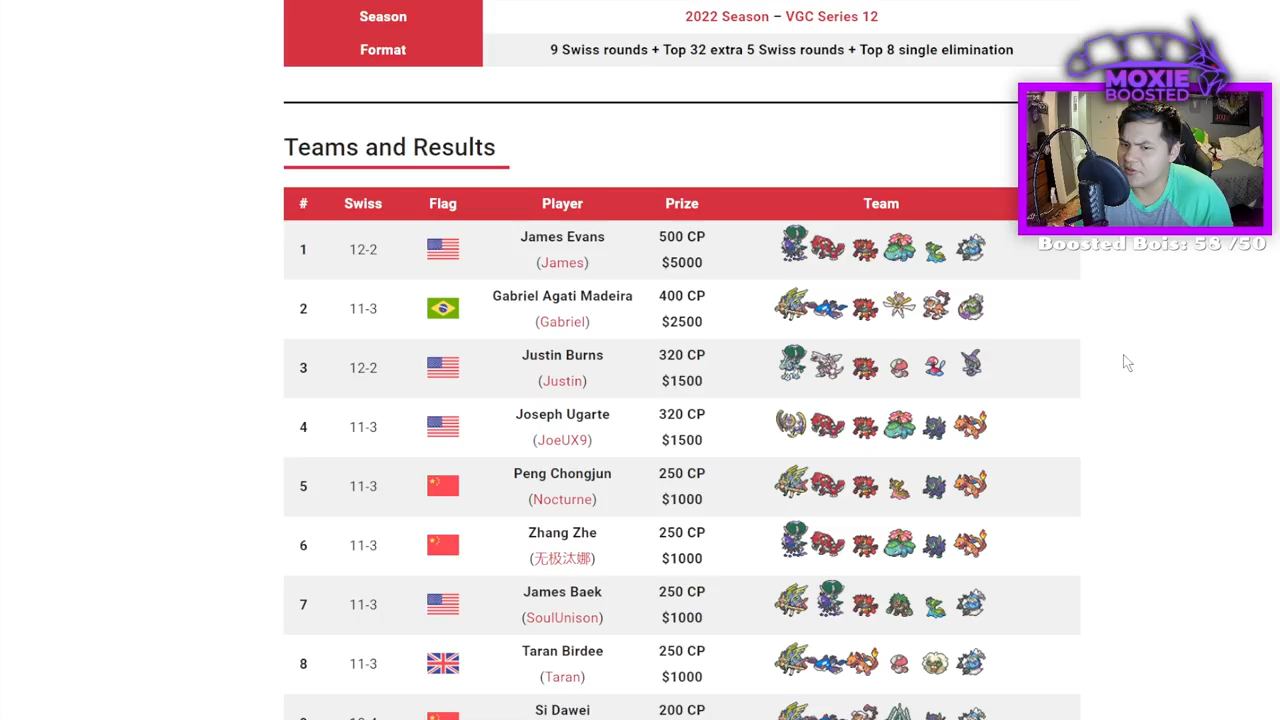 Season
2022 Season – VGC Series 12
Format
9 Swiss rounds + Top 32 extra 5 Swiss rounds + Top 8 single elimination
MOXIE
BOOSTED
Boosted Bois: 58 /50
Teams and Results
# Swiss Flag Player Prize Team
1 12-2 James Evans (James) 500 CP $5000
2 11-3 Gabriel Agati Madeira (Gabriel) 400 CP $2500
3 12-2 Justin Burns (Justin) 320 CP $1500
4 11-3 Joseph Ugarte (JoeUX9) 320 CP $1500
5 11-3 Peng Chongjun (Nocturne) 250 CP $1000
6 11-3 Zhang Zhe (无极汰娜) 250 CP $1000
7 11-3 James Baek (SoulUnison) 250 CP $1000
8 11-3 Taran Birdee (Taran) 250 CP $1000
Si Dawei 200 CP